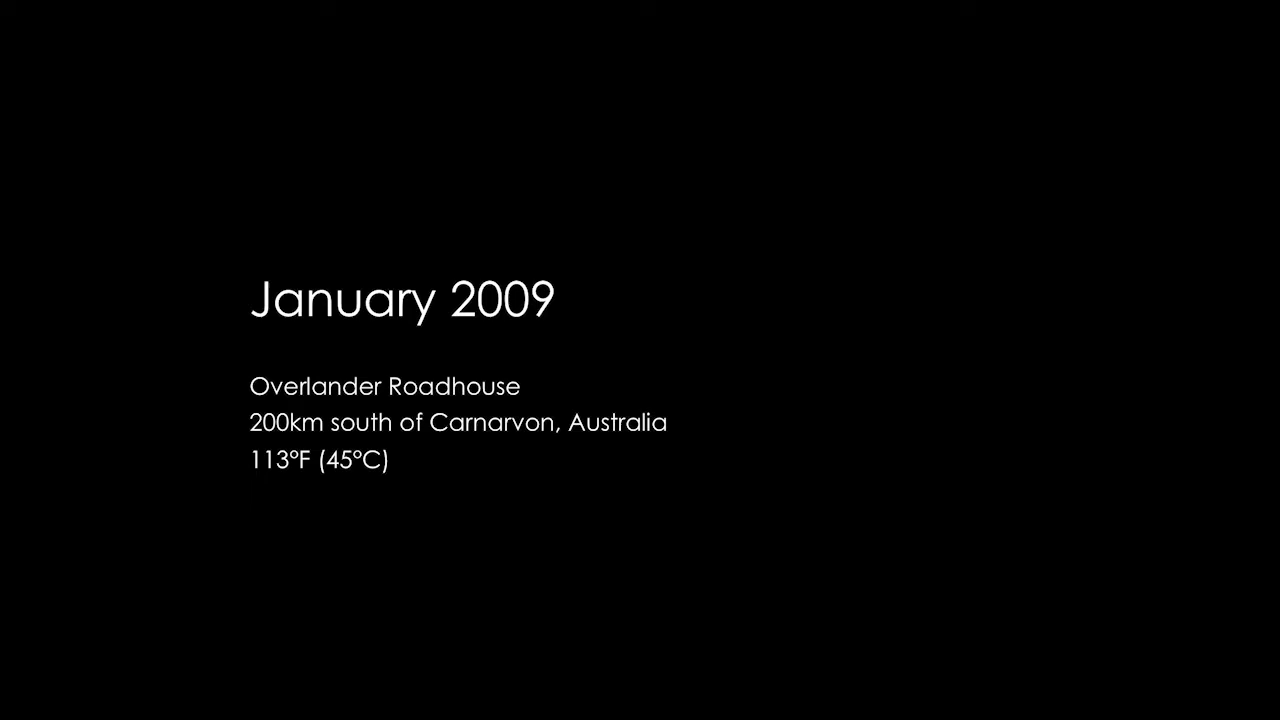 January 2009
Overlander Roadhouse
200km south of Carnarvon, Australia
113°F (45°C)